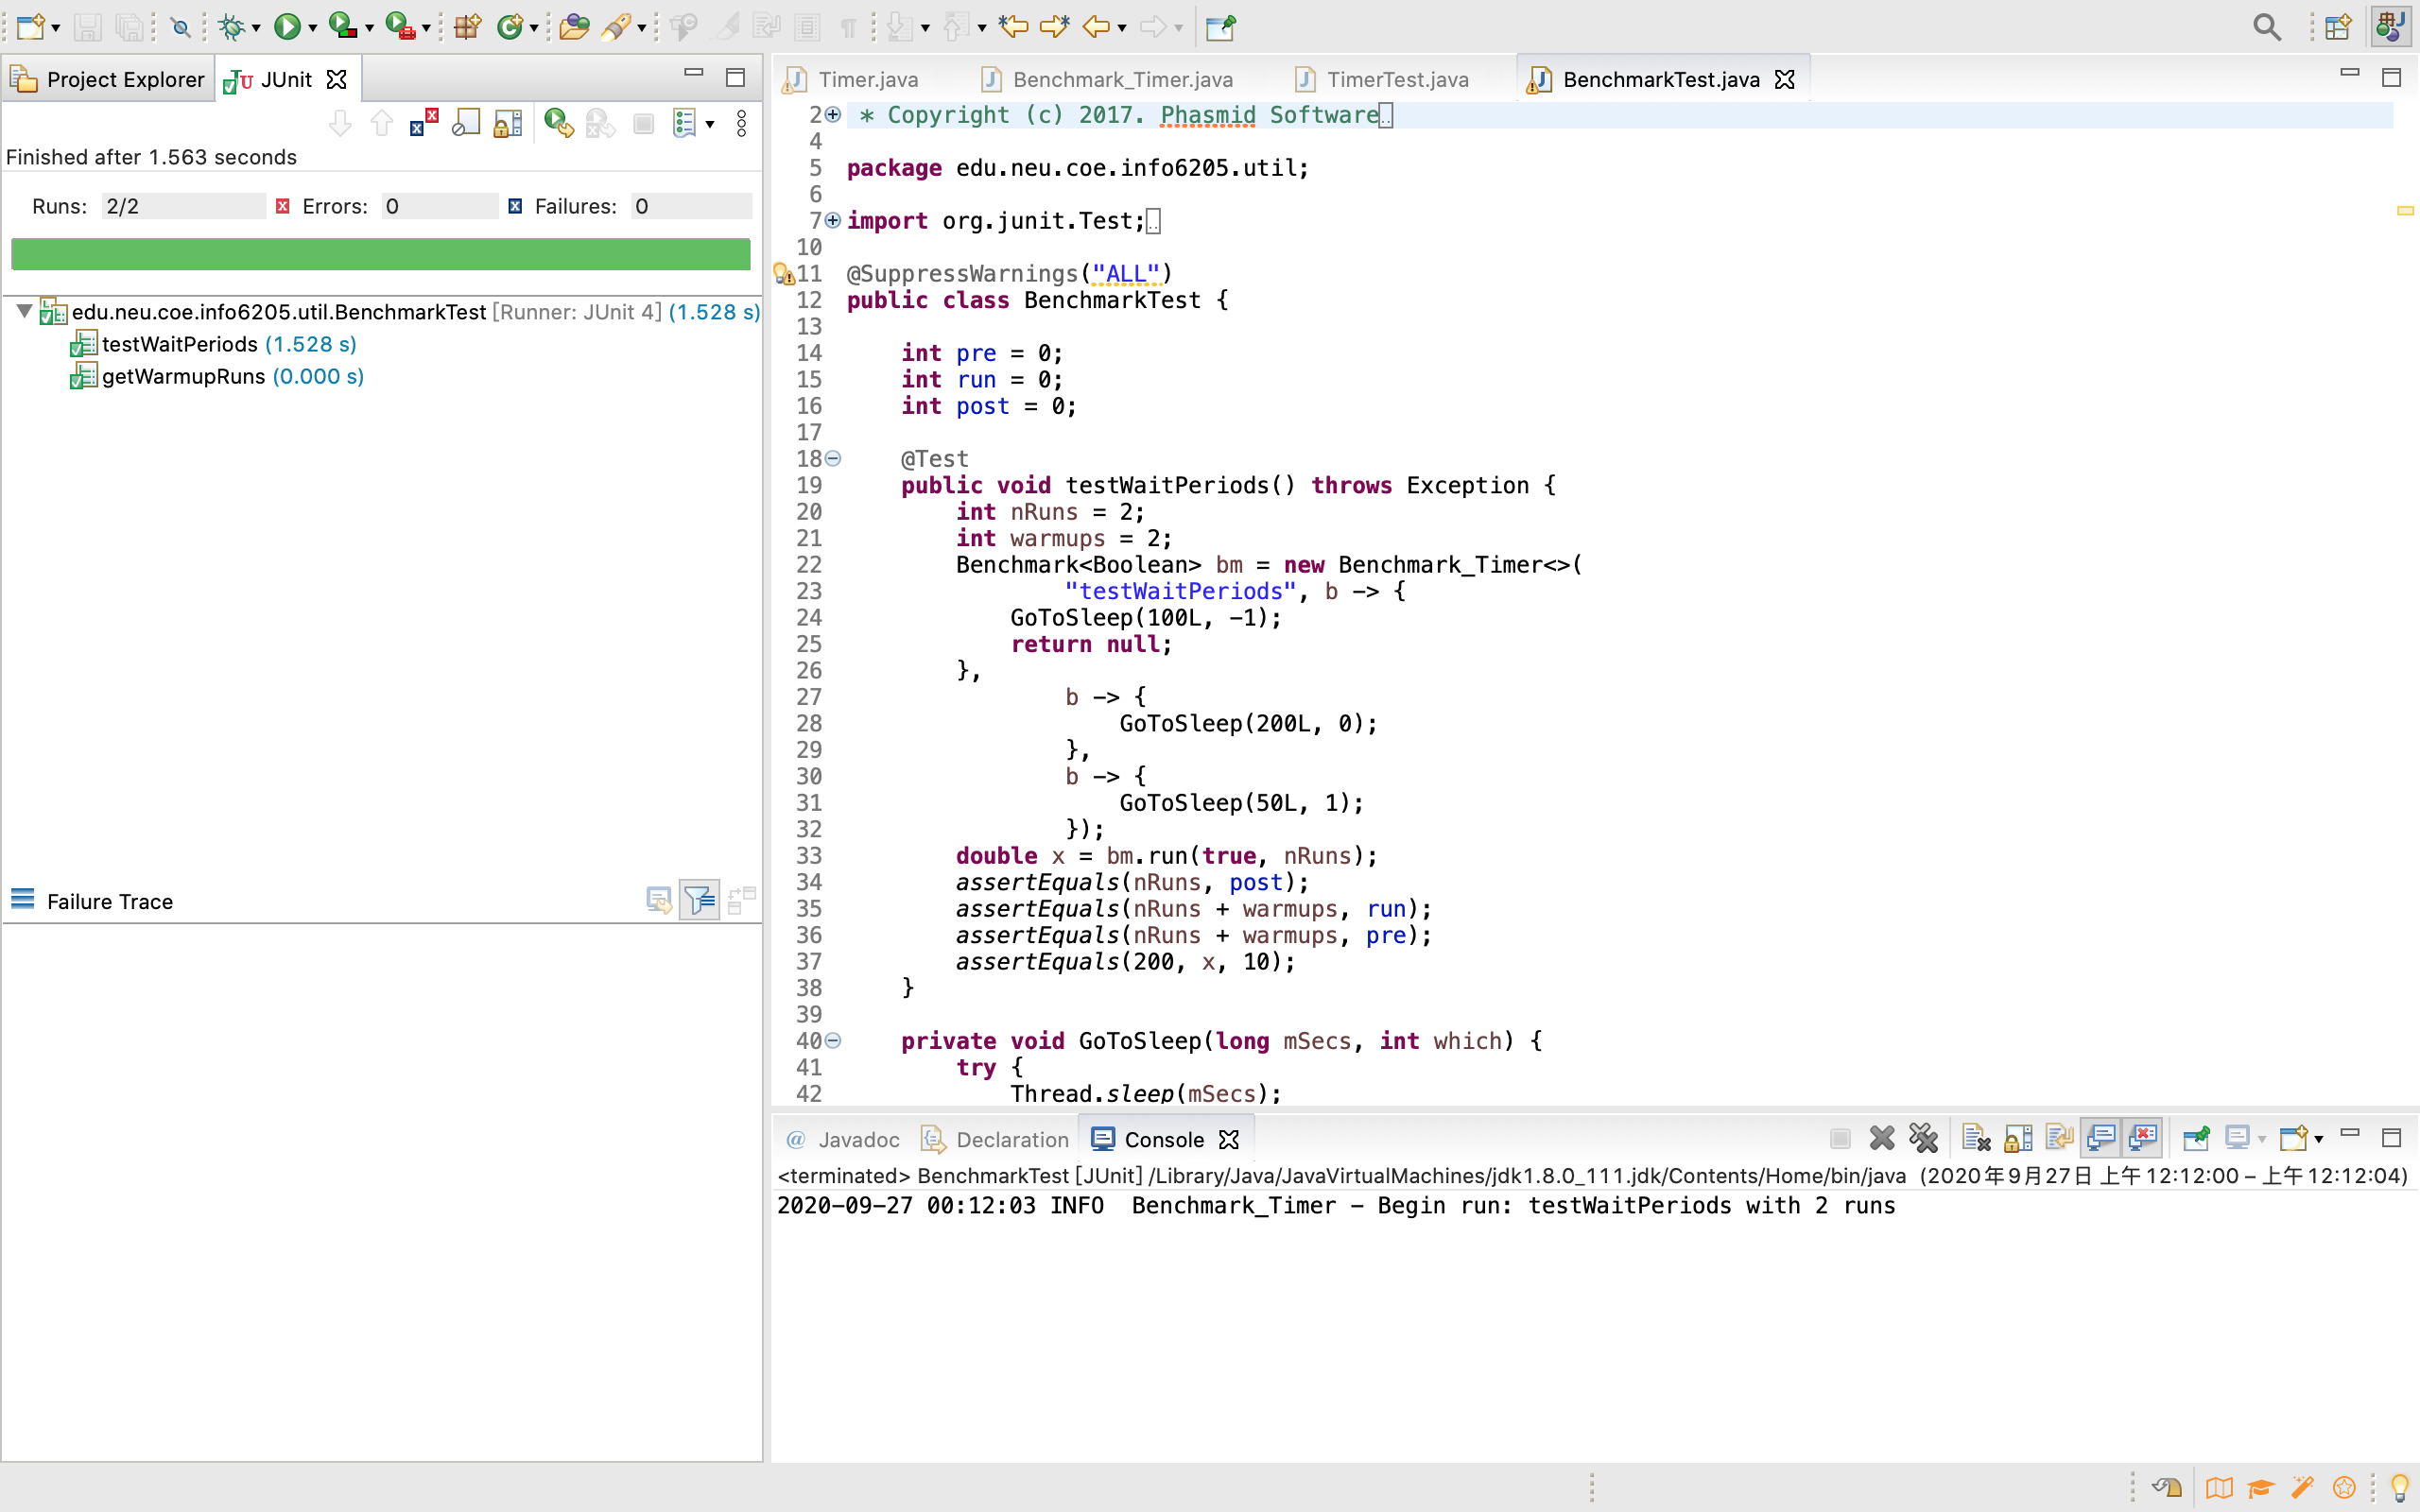 Project Explorer
JUnit
Finished after 1.563 seconds
Runs: 2/2 Errors: 0 Failures: 0
edu.neu.coe.info6205.util.BenchmarkTest [Runner: JUnit 4] (1.528 s)
testWaitPeriods (1.528 s)
getWarmupRuns (0.000 s)
Failure Trace
Timer.java Benchmark_Timer.java TimerTest.java BenchmarkTest.java
2 * Copyright (c) 2017. Phasmid Software..
4
5 package edu.neu.coe.info6205.util;
6
7 import org.junit.Test;..
10
11 @SuppressWarnings("ALL")
12 public class BenchmarkTest {
13
14 int pre = 0;
15 int run = 0;
16 int post = 0;
17
18 @Test
19 public void testWaitPeriods() throws Exception {
20 int nRuns = 2;
21 int warmups = 2;
22 Benchmark<Boolean> bm = new Benchmark_Timer<>(
23 "testWaitPeriods", b -> {
24 GoToSleep(100L, -1);
25 return null;
26 },
27 b -> {
28 GoToSleep(200L, 0);
29 },
30 b -> {
31 GoToSleep(50L, 1);
32 });
33 double x = bm.run(true, nRuns);
34 assertEquals(nRuns, post);
35 assertEquals(nRuns + warmups, run);
36 assertEquals(nRuns + warmups, pre);
37 assertEquals(200, x, 10);
38 }
39
40 private void GoToSleep(long mSecs, int which) {
41 try {
42 Thread.sleep(mSecs);
@ Javadoc Declaration Console
<terminated> BenchmarkTest [JUnit] /Library/Java/JavaVirtualMachines/jdk1.8.0_111.jdk/Contents/Home/bin/java (2020年9月27日 上午12:12:00 – 上午12:12:04)
2020-09-27 00:12:03 INFO  Benchmark_Timer - Begin run: testWaitPeriods with 2 runs